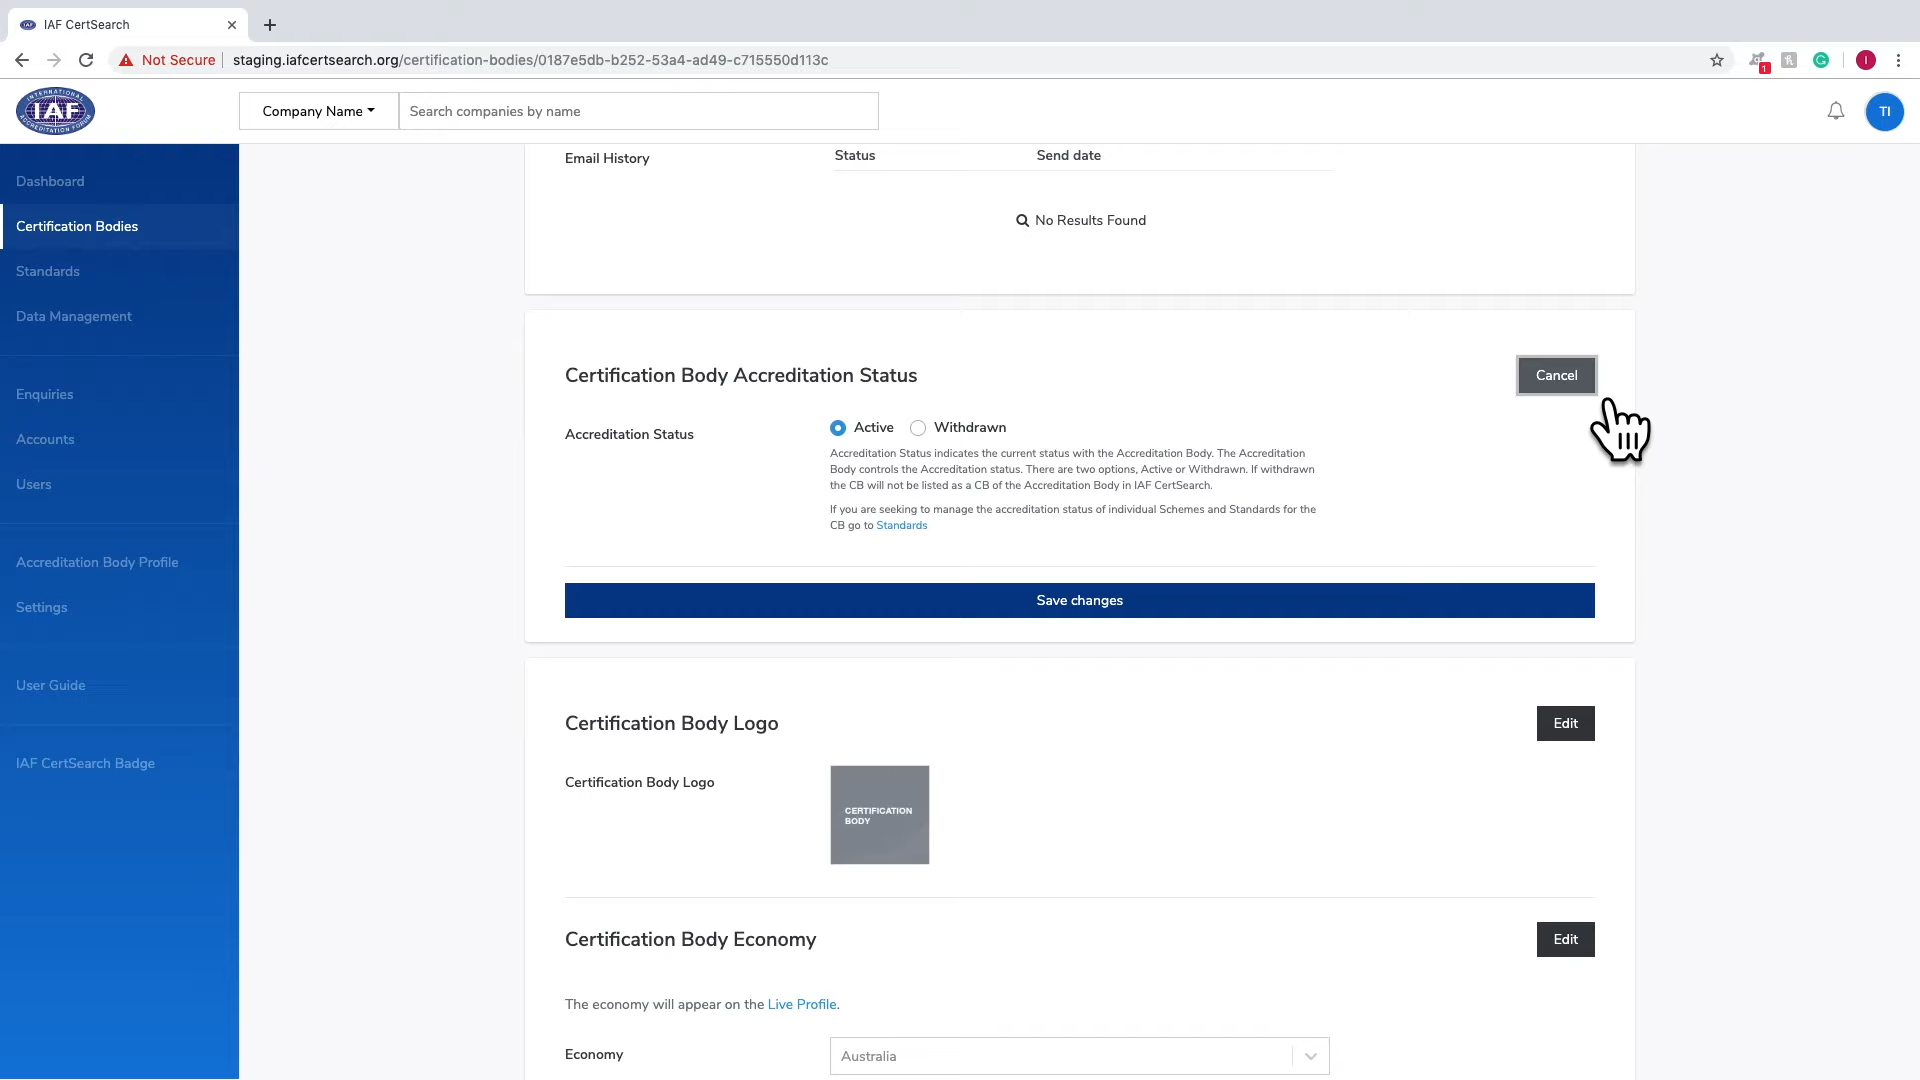 IAF CertSearch
Not Secure
staging.iafcertsearch.org/certification-bodies/0187e5db-b252-53a4-ad49-c715550d113c
1
I
INTERNATIONAL
IAF
ACCREDITATION FORUM
Company Name
Search companies by name
TI
Dashboard
Certification Bodies
Standards
Data Management
Enquiries
Accounts
Users
Accreditation Body Profile
Settings
User Guide
IAF CertSearch Badge
Email History
Status
Send date
No Results Found
Certification Body Accreditation Status
Cancel
Accreditation Status
Active
Withdrawn
Accreditation Status indicates the current status with the Accreditation Body. The Accreditation
Body controls the Accreditation status. There are two options, Active or Withdrawn. If withdrawn
the CB will not be listed as a CB of the Accreditation Body in IAF CertSearch.
If you are seeking to manage the accreditation status of individual Schemes and Standards for the
CB go to Standards
Save changes
Certification Body Logo
Edit
Certification Body Logo
CERTIFICATION
BODY
Certification Body Economy
Edit
The economy will appear on the Live Profile.
Economy
Australia